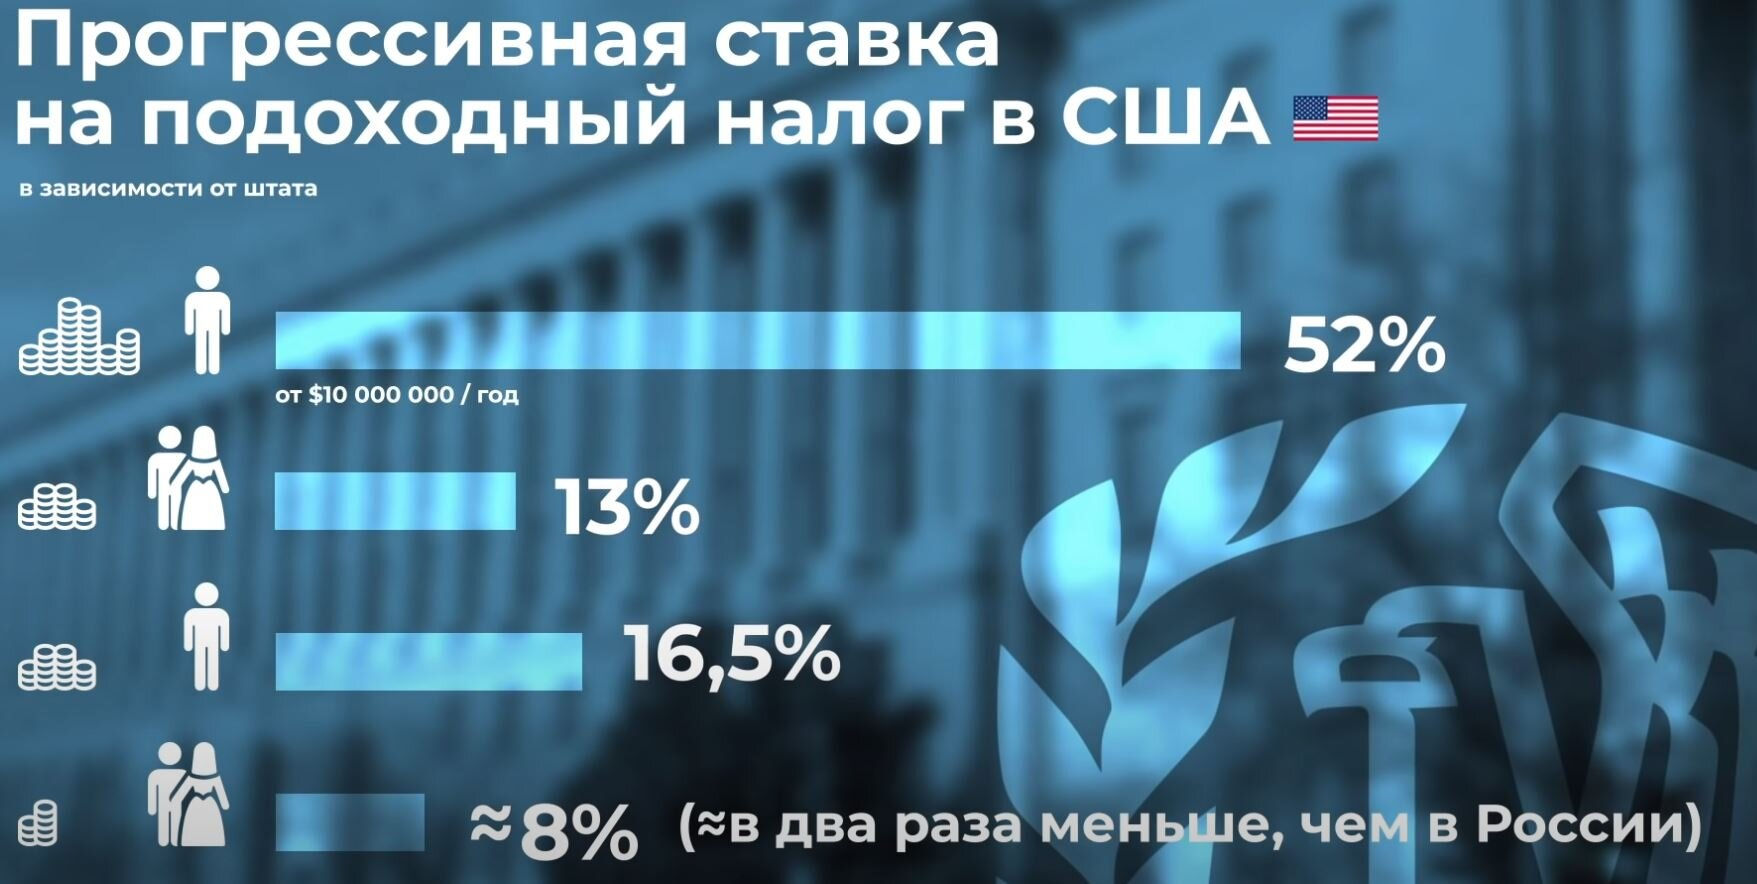 Прогрессивная ставка
на подоходный налог в США
в зависимости от штата
52%
от $10 000 000 / год
13%
16,5%
≈8% (≈в два раза меньше, чем в России)